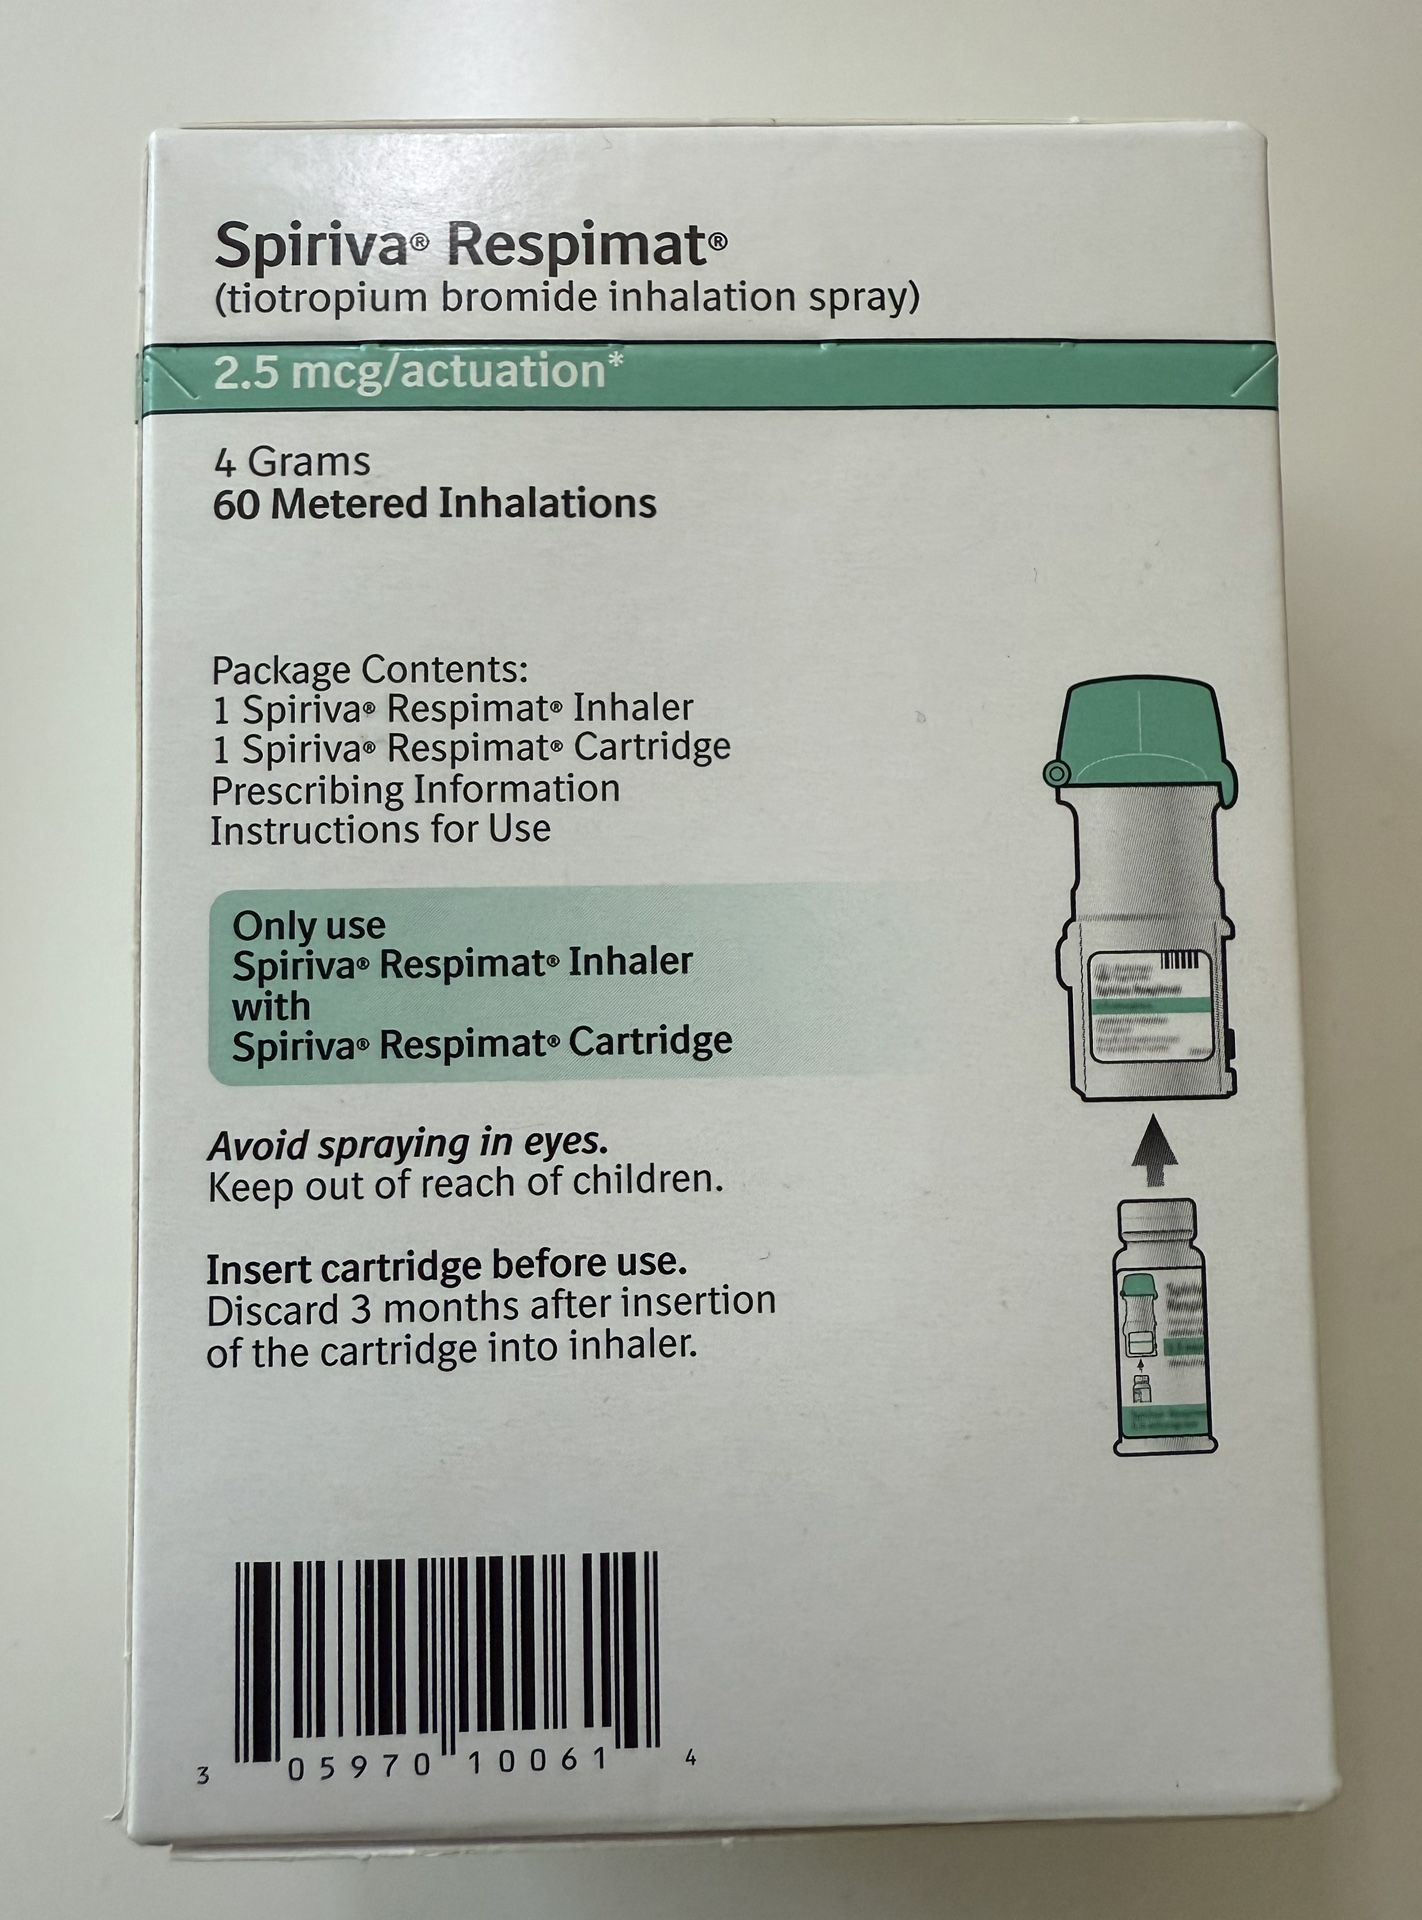 Spiriva® Respimat®
(tiotropium bromide inhalation spray)
2.5 mcg/actuation*
4 Grams
60 Metered Inhalations
Package Contents:
1 Spiriva® Respimat® Inhaler
1 Spiriva® Respimat® Cartridge
Prescribing Information
Instructions for Use
Only use
Spiriva® Respimat® Inhaler
with
Spiriva® Respimat® Cartridge
Avoid spraying in eyes.
Keep out of reach of children.
Insert cartridge before use.
Discard 3 months after insertion
of the cartridge into inhaler.
3 05970 10061 4